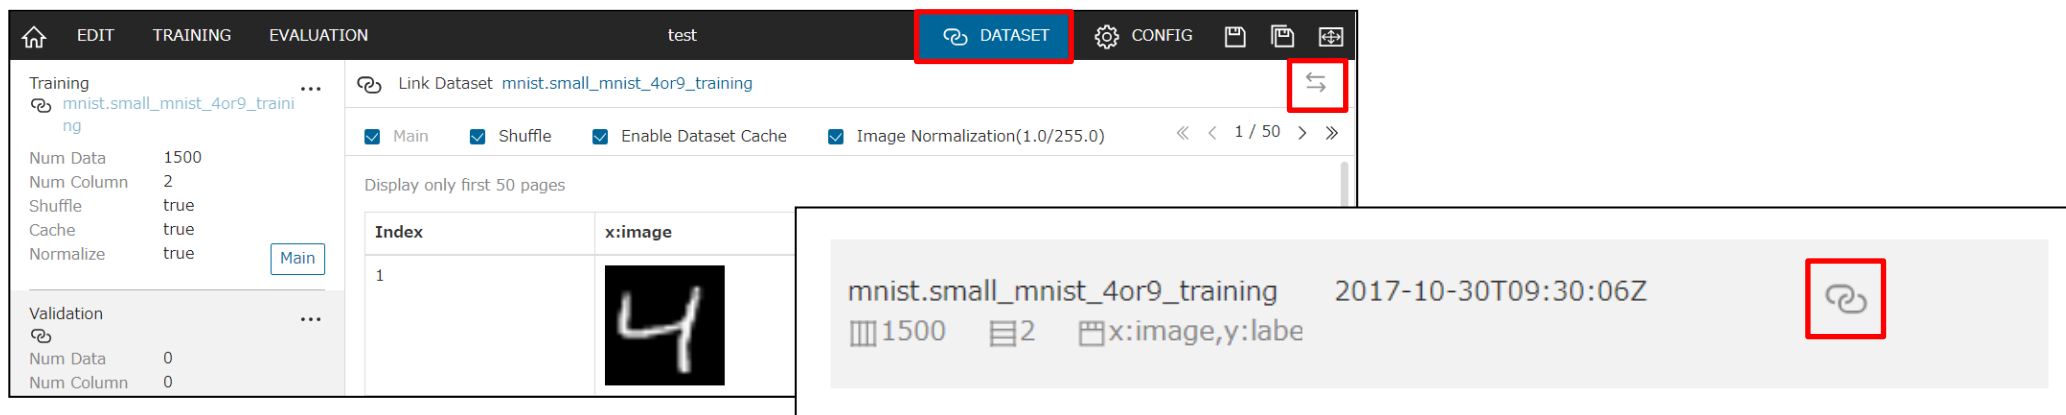 EDIT TRAINING EVALUATION test DATASET CONFIG
Training ...
mnist.small_mnist_4or9_traini
ng
Num Data 1500
Num Column 2
Shuffle true
Cache true
Normalize true
Main
Validation ...
Num Data 0
Num Column 0
Link Dataset mnist.small_mnist_4or9_training
Main Shuffle Enable Dataset Cache Image Normalization(1.0/255.0) « < 1 / 50 > »
Display only first 50 pages
Index x:image
1
4
mnist.small_mnist_4or9_training 2017-10-30T09:30:06Z
1500 2 x:image,y:labe